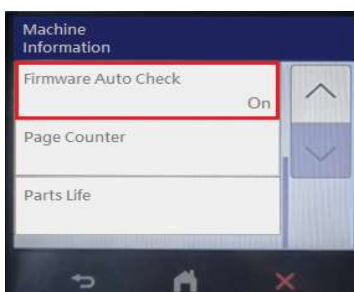 Machine
Information
Firmware Auto Check
On
Page Counter
Parts Life